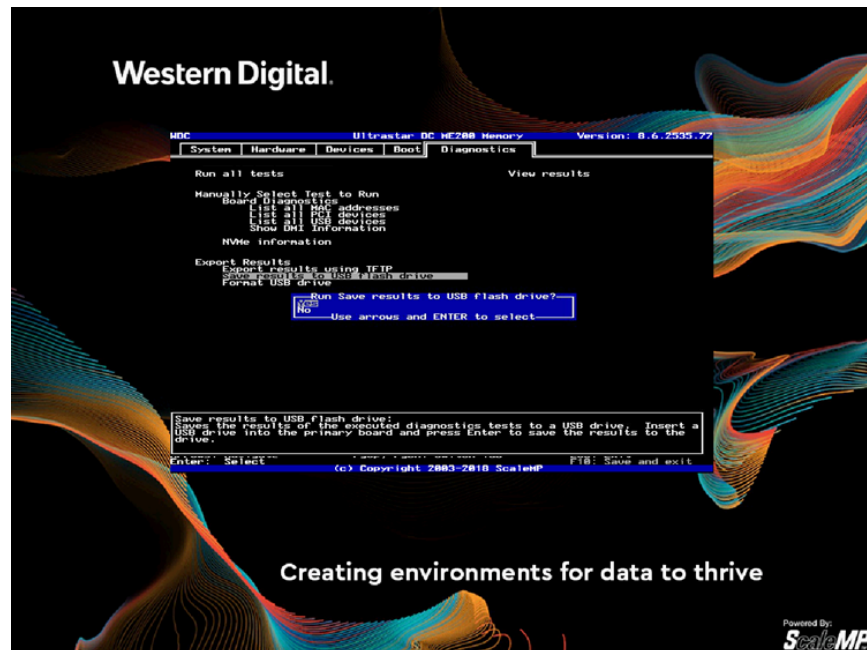 Western Digital.
WDC Ultrastar DC ME200 Memory Version: 8.6.2535.77
System Hardware Devices Boot Diagnostics
Run all tests View results
Manually Select Test to Run
Board Diagnostics
List all MAC addresses
List all PCI devices
List all USB devices
Show DMI Information
NVMe information
Export Results
Export results using TFTP
Save results to USB flash drive
Format USB drive
Run Save results to USB flash drive?
Yes
No
Use arrows and ENTER to select
Save results to USB flash drive:
Saves the results of the executed diagnostics tests to a USB drive. Insert a
USB drive into the primary board and press Enter to save the results to the
drive.
Enter: Select F10: Save and exit
(c) Copyright 2003-2018 ScaleMP
Creating environments for data to thrive
Powered By:
ScaleMP